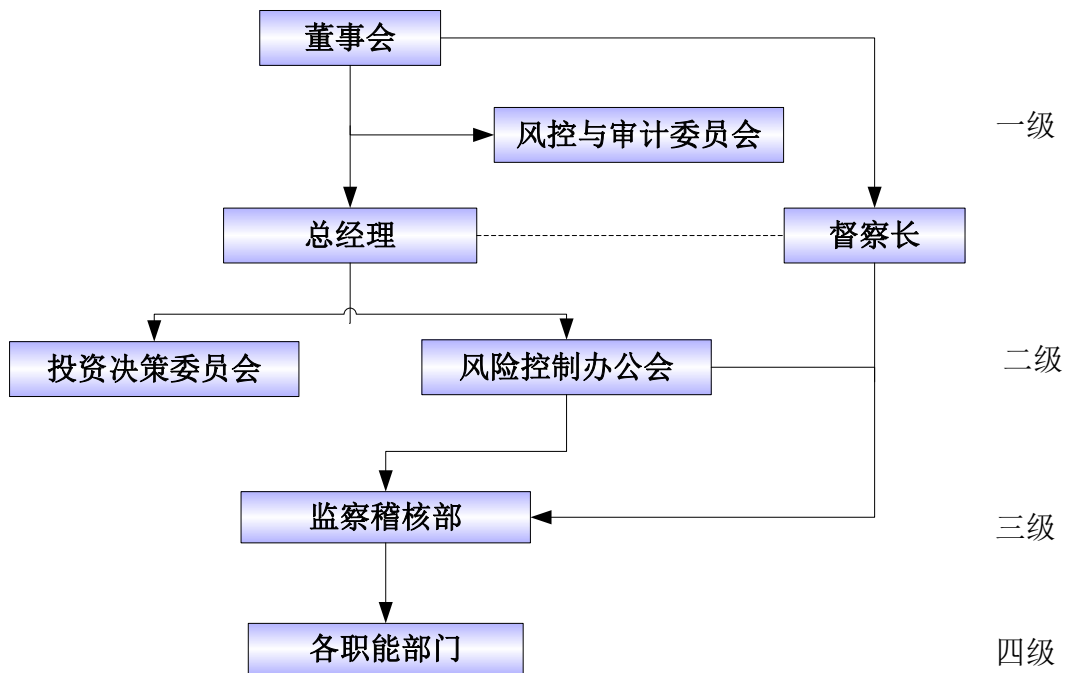 董事会
风控与审计委员会
一级
总经理
督察长
投资决策委员会
风险控制办公会
二级
监察稽核部
三级
各职能部门
四级